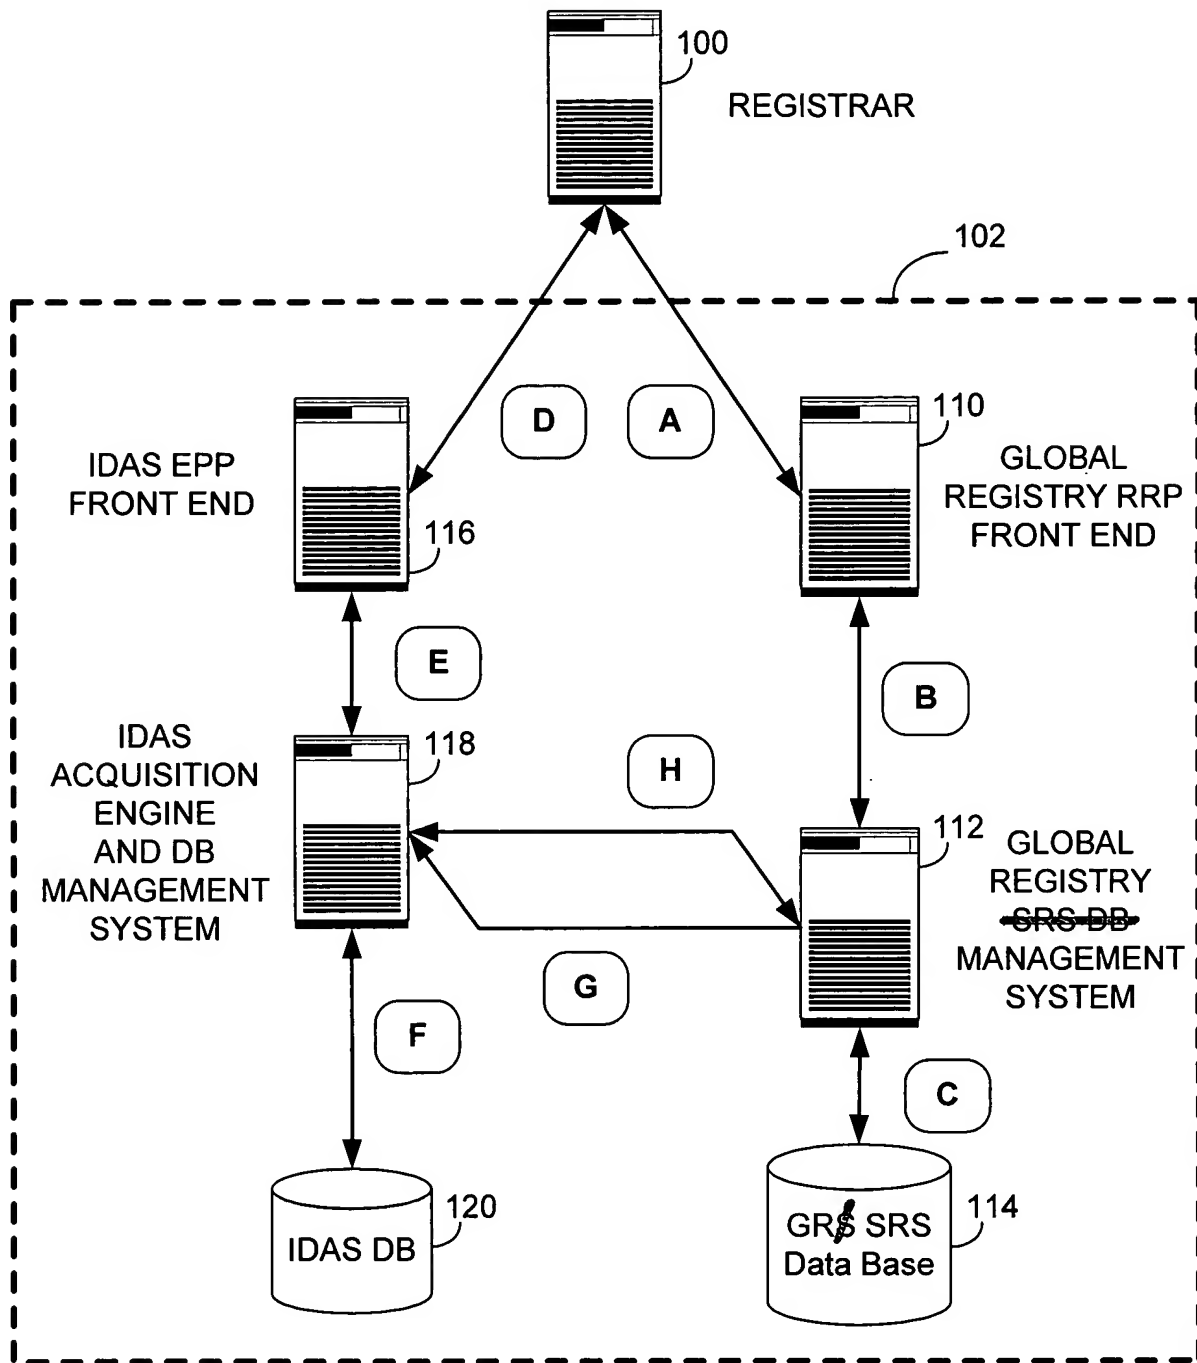 100
REGISTRAR
102
D
A
110
IDAS EPP
FRONT END
116
GLOBAL
REGISTRY RRP
FRONT END
E
B
IDAS
ACQUISITION
ENGINE
AND DB
MANAGEMENT
SYSTEM
118
H
112
GLOBAL
REGISTRY
SRS DB
MANAGEMENT
SYSTEM
G
F
C
120
IDAS DB
114
GRS SRS
Data Base